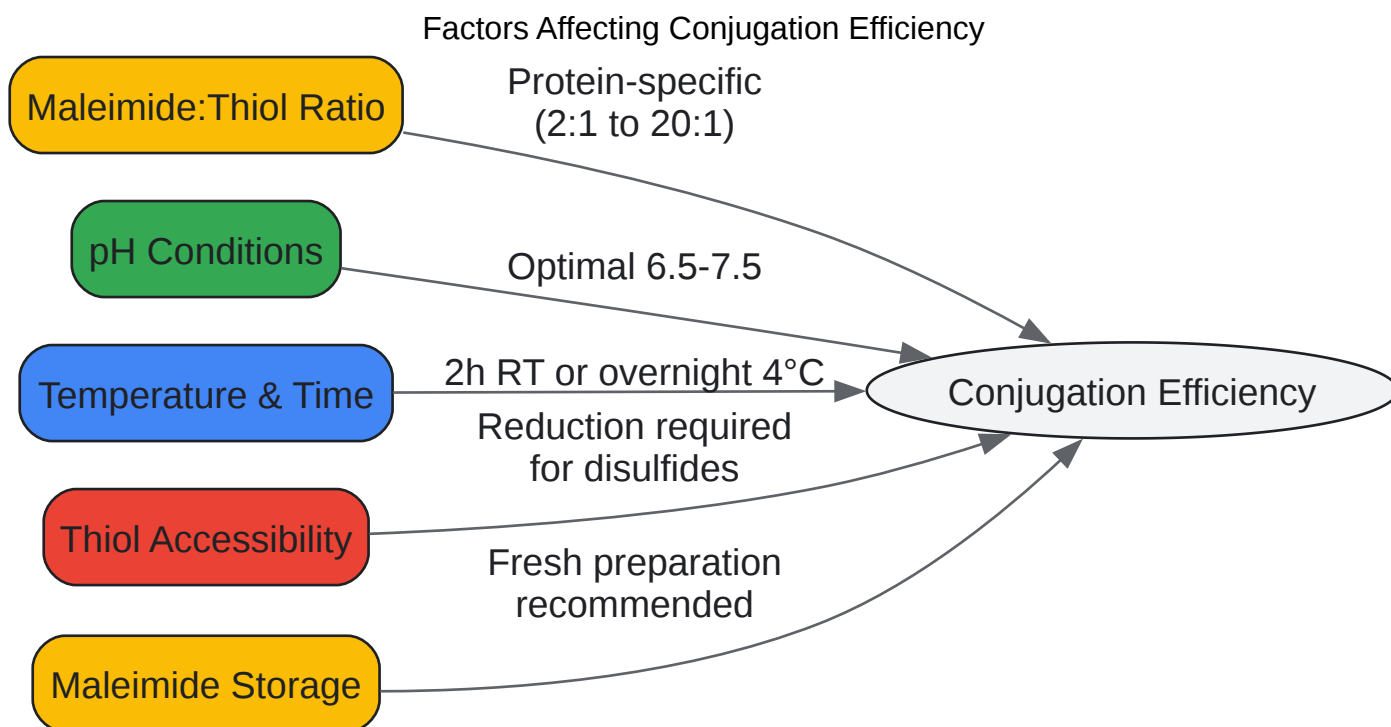 Factors Affecting Conjugation Efficiency
Maleimide:Thiol Ratio
Protein-specific
(2:1 to 20:1)
pH Conditions
Optimal 6.5-7.5
Temperature & Time
2h RT or overnight 4°C
Conjugation Efficiency
Reduction required
for disulfides
Thiol Accessibility
Fresh preparation
recommended
Maleimide Storage